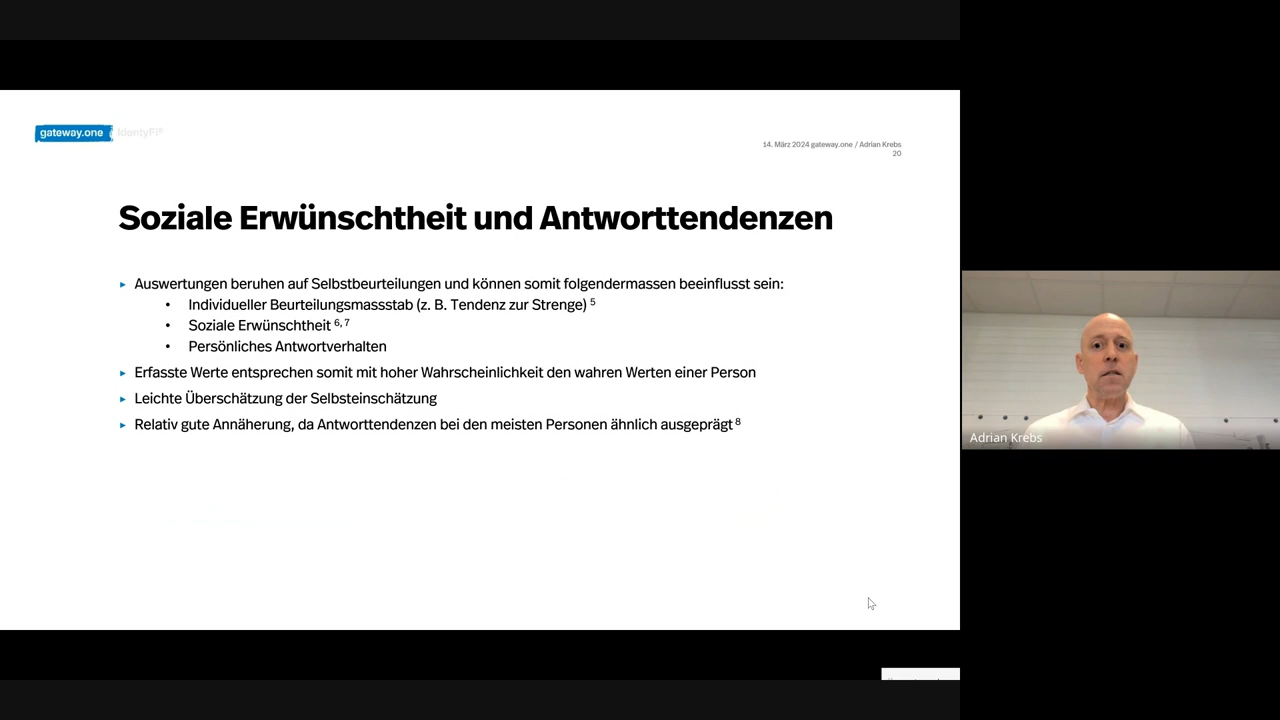 gateway.one IdentyFi®
14. März 2024 gateway.one / Adrian Krebs
20
Soziale Erwünschtheit und Antworttendenzen
▸ Auswertungen beruhen auf Selbstbeurteilungen und können somit folgendermassen beeinflusst sein:
• Individueller Beurteilungsmassstab (z. B. Tendenz zur Strenge) 5
• Soziale Erwünschtheit 6, 7
• Persönliches Antwortverhalten
▸ Erfasste Werte entsprechen somit mit hoher Wahrscheinlichkeit den wahren Werten einer Person
▸ Leichte Überschätzung der Selbsteinschätzung
▸ Relativ gute Annäherung, da Antworttendenzen bei den meisten Personen ähnlich ausgeprägt 8
Adrian Krebs